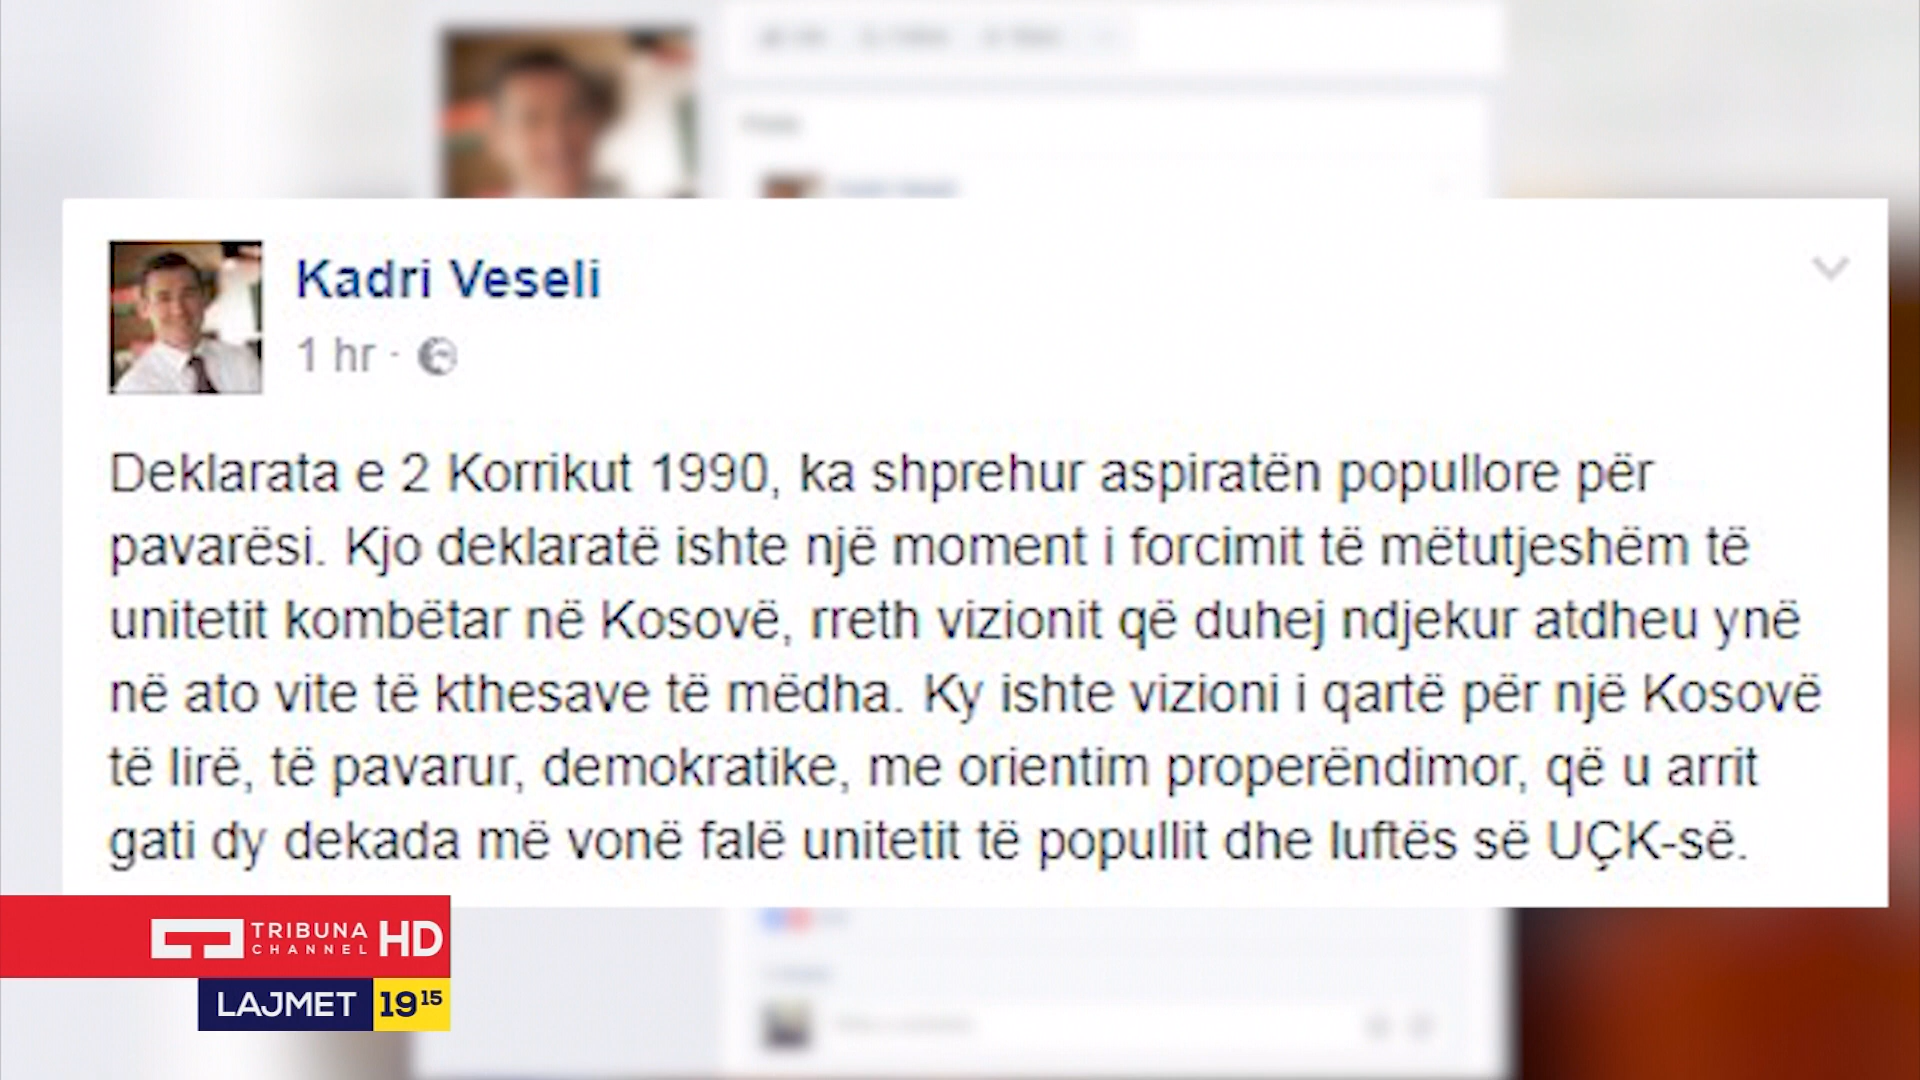 Kadri Veseli
1 hr ·
Deklarata e 2 Korrikut 1990, ka shprehur aspiratën popullore për
pavarësi. Kjo deklaratë ishte një moment i forcimit të mëtutjeshëm të
unitetit kombëtar në Kosovë, rreth vizionit që duhej ndjekur atdheu ynë
në ato vite të kthesave të mëdha. Ky ishte vizioni i qartë për një Kosovë
të lirë, të pavarur, demokratike, me orientim properëndimor, që u arrit
gati dy dekada më vonë falë unitetit të popullit dhe luftës së UÇK-së.
TRIBUNA
CHANNEL
HD
LAJMET 19 15